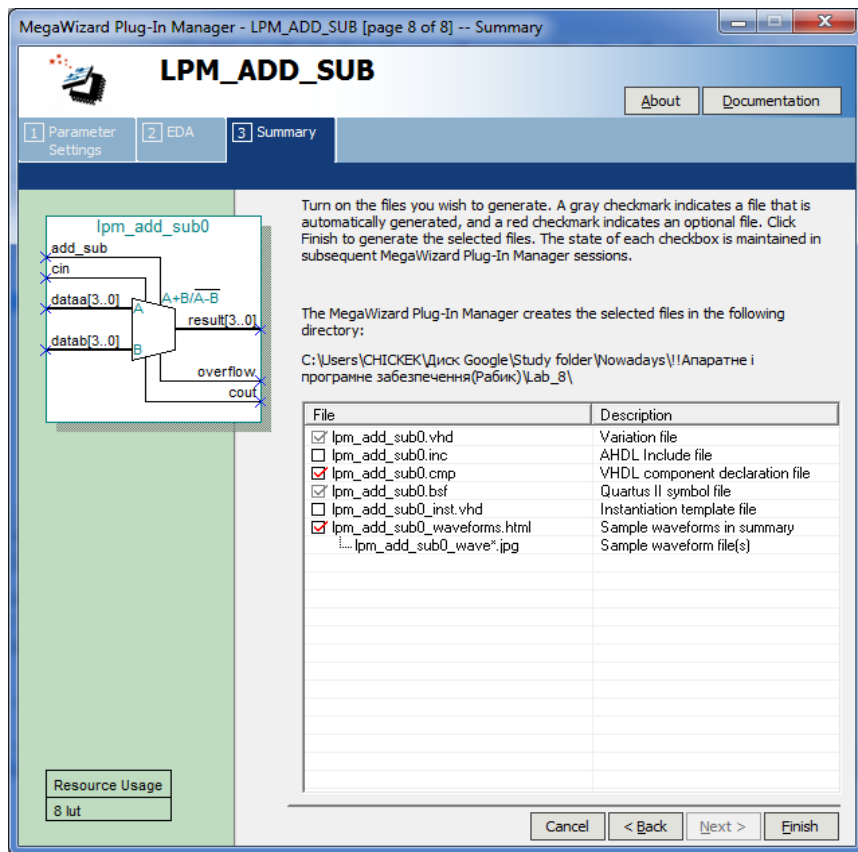 MegaWizard Plug-In Manager - LPM_ADD_SUB [page 8 of 8] -- Summary
LPM_ADD_SUB
About
Documentation
1 Parameter Settings
2 EDA
3 Summary
lpm_add_sub0
add_sub
cin
dataa[3..0]
A
A+B/A-B
result[3..0]
datab[3..0]
B
overflow
cout
Turn on the files you wish to generate. A gray checkmark indicates a file that is
automatically generated, and a red checkmark indicates an optional file. Click
Finish to generate the selected files. The state of each checkbox is maintained in
subsequent MegaWizard Plug-In Manager sessions.
The MegaWizard Plug-In Manager creates the selected files in the following
directory:
C:\Users\CHICKEK\Диск Google\Study folder\Nowadays\!!Апаратне і
програмне забезпечення(Рабик)\Lab_8\
File Description
lpm_add_sub0.vhd Variation file
lpm_add_sub0.inc AHDL Include file
lpm_add_sub0.cmp VHDL component declaration file
lpm_add_sub0.bsf Quartus II symbol file
lpm_add_sub0_inst.vhd Instantiation template file
lpm_add_sub0_waveforms.html Sample waveforms in summary
lpm_add_sub0_wave*.jpg Sample waveform file(s)
Resource Usage
8 lut
Cancel
< Back
Next >
Finish